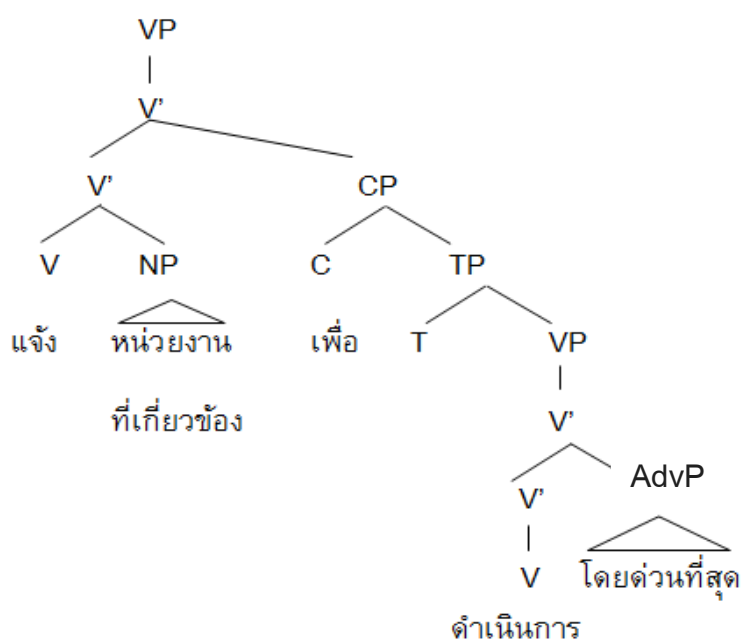 VP
V'
V' CP
V NP C TP
แจ้ง หน่วยงาน เพื่อ T VP
ที่เกี่ยวข้อง
V'
V' AdvP
V โดยด่วนที่สุด
ดำเนินการ